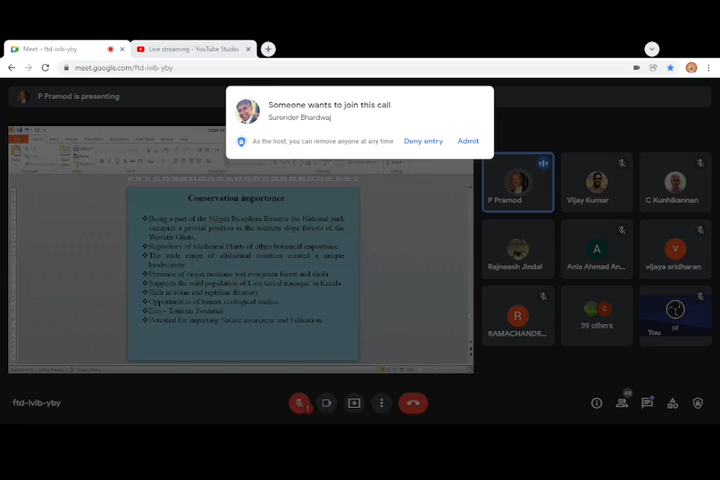 Meet – ftd-ivib-yby
Live streaming - YouTube Studio
meet.google.com/ftd-ivib-yby
P Pramod is presenting
Someone wants to join this call
Surender Bhardwaj
As the host, you can remove anyone at any time
Deny entry
Admit
Conservation importance
Being a part of the Nilgiri Biosphere Reserve the National park
occupies a pivotal position in the western slope forests of the
Western Ghats.
Repository of Medicinal Plants of ethno botanical importance
The wide range of altitudinal zonation created a unique
biodiversity
Presence of virgin montane wet evergreen forest and shola
Supports the wild population of Lion tailed macaque in Kerala
Rich in avian and reptilian diversity
Opportunities of human ecological studies
Eco - Tourism Potential
Potential for imparting Nature awareness and Education.
P Pramod
Vijay Kumar
C Kunhikannan
Rajneesh Jindal
A
Anis Ahmad An...
V
vijaya sridharan
R
RAMACHANDR...
C
39 others
You
ftd-ivib-yby
48